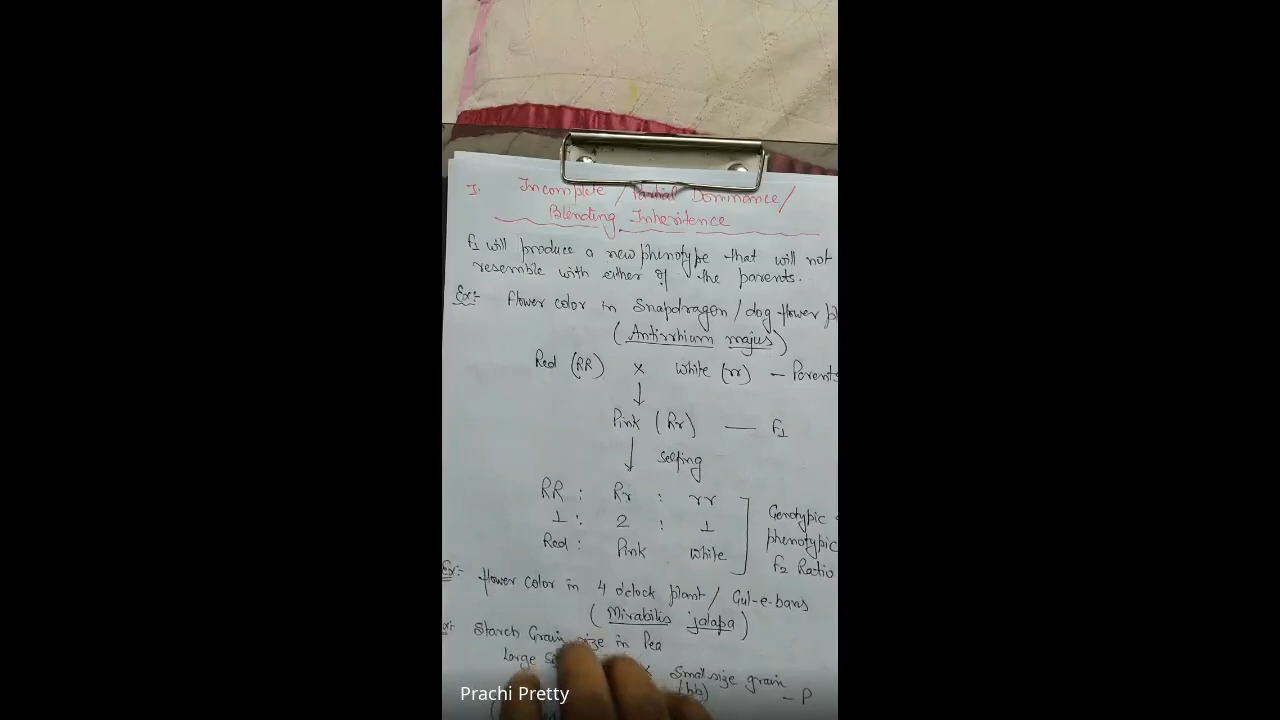 I. Incomplete / Partial Dominance /
Blending Inheritence
F1 will produce a new phenotype that will not
resemble with either of the parents.
Ex:- Flower color in Snapdragon / dog flower
(Antirrhium majus)
Red (RR) × White (rr) – Parents
↓
Pink (Rr) — F1
↓ Selfing
RR : Rr : rr
1 : 2 : 1
Red : Pink White
Genotypic
phenotypic
F2 Ratio
Ex:- flower color in 4 o'clock plant / Gul-e-bans
(Mirabilis jalapa)
Starch Grain size in Pea
Large Small size grain
(bb) – P
Prachi Pretty